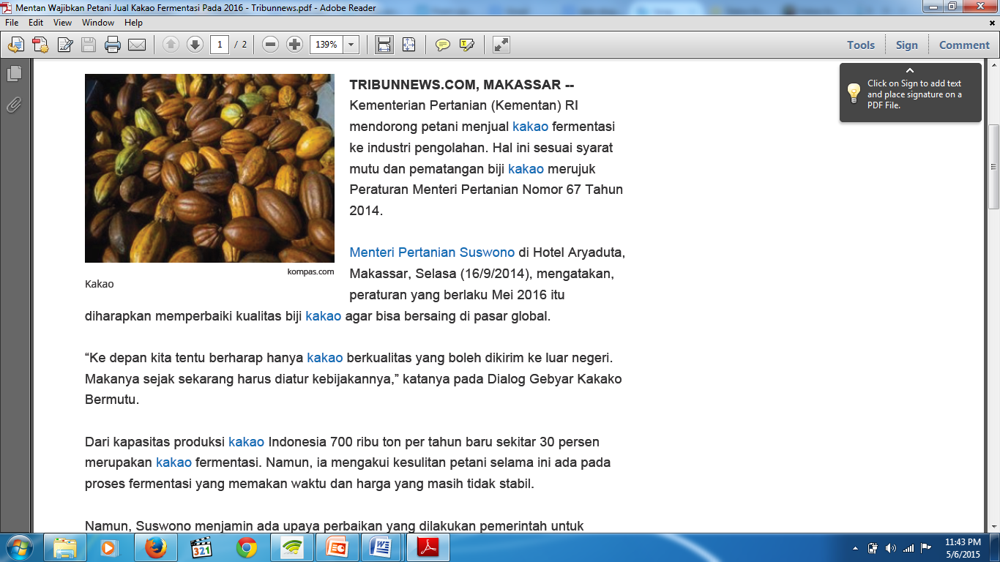 Mentan Wajibkan Petani Jual Kakao Fermentasi Pada 2016 - Tribunnews.pdf - Adobe Reader
File Edit View Window Help
1 / 2 139% Tools Sign Comment
Click on Sign to add text
and place signature on a
PDF File.
kompas.com
Kakao
TRIBUNNEWS.COM, MAKASSAR --
Kementerian Pertanian (Kementan) RI
mendorong petani menjual kakao fermentasi
ke industri pengolahan. Hal ini sesuai syarat
mutu dan pematangan biji kakao merujuk
Peraturan Menteri Pertanian Nomor 67 Tahun
2014.
Menteri Pertanian Suswono di Hotel Aryaduta,
Makassar, Selasa (16/9/2014), mengatakan,
peraturan yang berlaku Mei 2016 itu
diharapkan memperbaiki kualitas biji kakao agar bisa bersaing di pasar global.
“Ke depan kita tentu berharap hanya kakao berkualitas yang boleh dikirim ke luar negeri.
Makanya sejak sekarang harus diatur kebijakannya,” katanya pada Dialog Gebyar Kakako
Bermutu.
Dari kapasitas produksi kakao Indonesia 700 ribu ton per tahun baru sekitar 30 persen
merupakan kakao fermentasi. Namun, ia mengakui kesulitan petani selama ini ada pada
proses fermentasi yang memakan waktu dan harga yang masih tidak stabil.
Namun, Suswono menjamin ada upaya perbaikan yang dilakukan pemerintah untuk
321
11:43 PM
5/6/2015